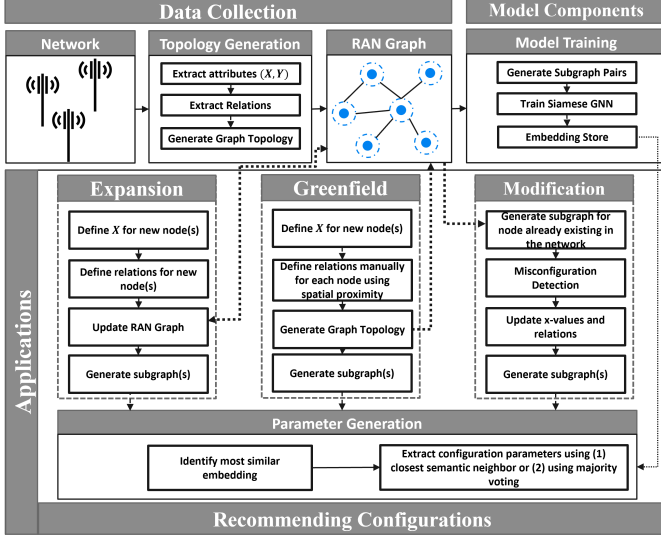 Data Collection
Model Components
Network
Topology Generation
Extract attributes (X, Y)
Extract Relations
Generate Graph Topology
RAN Graph
Model Training
Generate Subgraph Pairs
Train Siamese GNN
Embedding Store
Applications
Expansion
Define X for new node(s)
Define relations for new
node(s)
Update RAN Graph
Generate subgraph(s)
Greenfield
Define X for new node(s)
Define relations manually
for each node using
spatial proximity
Generate Graph Topology
Generate subgraph(s)
Modification
Generate subgraph for
node already existing in
the network
Misconfiguration
Detection
Update x-values and
relations
Generate subgraph(s)
Parameter Generation
Identify most similar
embedding
Extract configuration parameters using (1)
closest semantic neighbor or (2) using majority
voting
Recommending Configurations